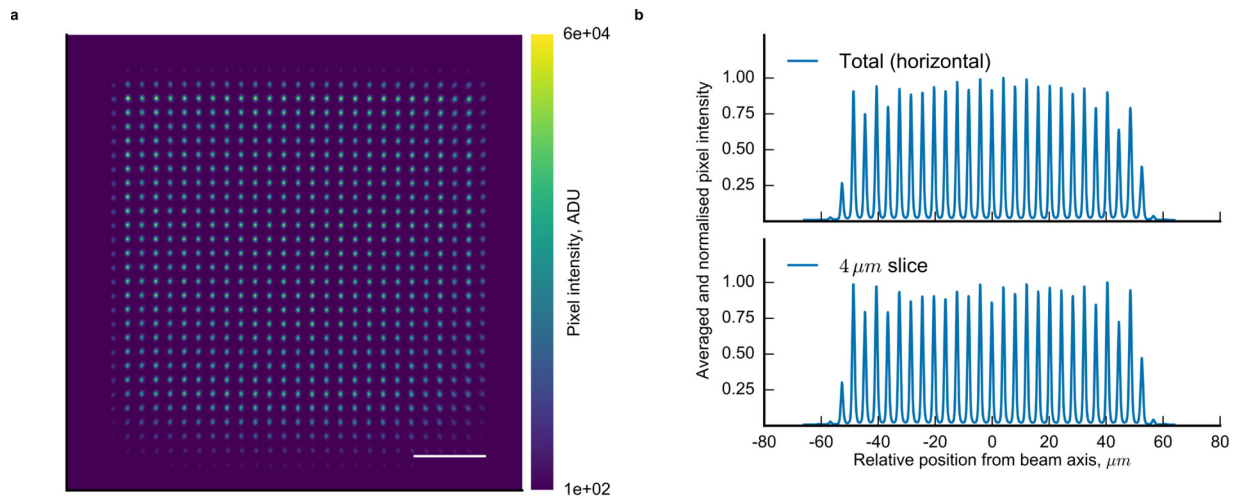 a
6e+04
Pixel intensity, ADU
1e+02
b
Averaged and normalised pixel intensity
Total (horizontal)
1.00
0.75
0.50
0.25
4 μm slice
1.00
0.75
0.50
0.25
-80 -60 -40 -20 0 20 40 60 80
Relative position from beam axis, μm